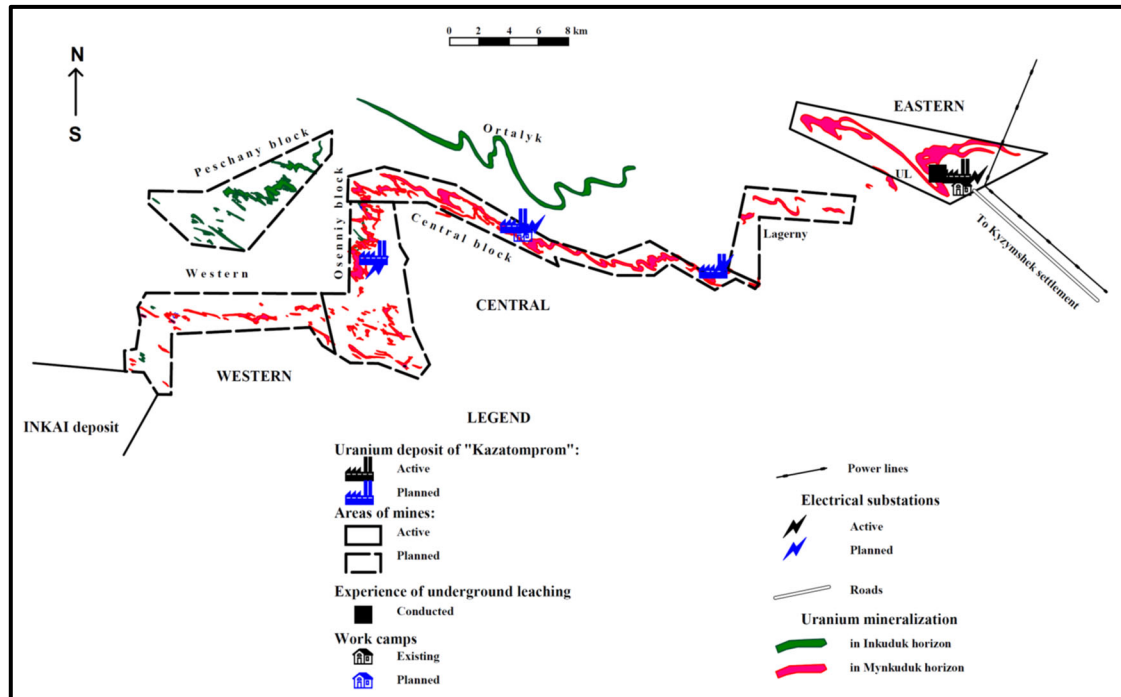 0 2 4 6 8 km
N
S
Peschany block
Ortalyk
EASTERN
UL
Osenniy block
Central block
Lagerny
To Kyzymshek settlement
Western
CENTRAL
WESTERN
INKAI deposit
LEGEND
Uranium deposit of "Kazatomprom":
Active
Planned
Areas of mines:
Active
Planned
Experience of underground leaching
Conducted
Work camps
Existing
Planned
Power lines
Electrical substations
Active
Planned
Roads
Uranium mineralization
in Inkuduk horizon
in Mynkuduk horizon